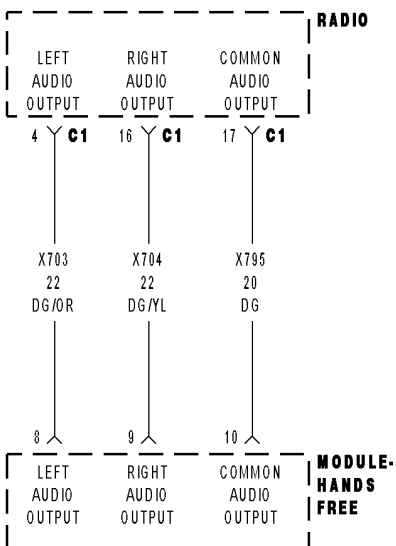 RADIO
LEFT RIGHT COMMON
AUDIO AUDIO AUDIO
OUTPUT OUTPUT OUTPUT
4 C1 16 C1 17 C1
X703 X704 X795
22 22 20
DG/OR DG/YL DG
8 9 10
MODULE-
LEFT RIGHT COMMON HANDS
AUDIO AUDIO AUDIO FREE
OUTPUT OUTPUT OUTPUT